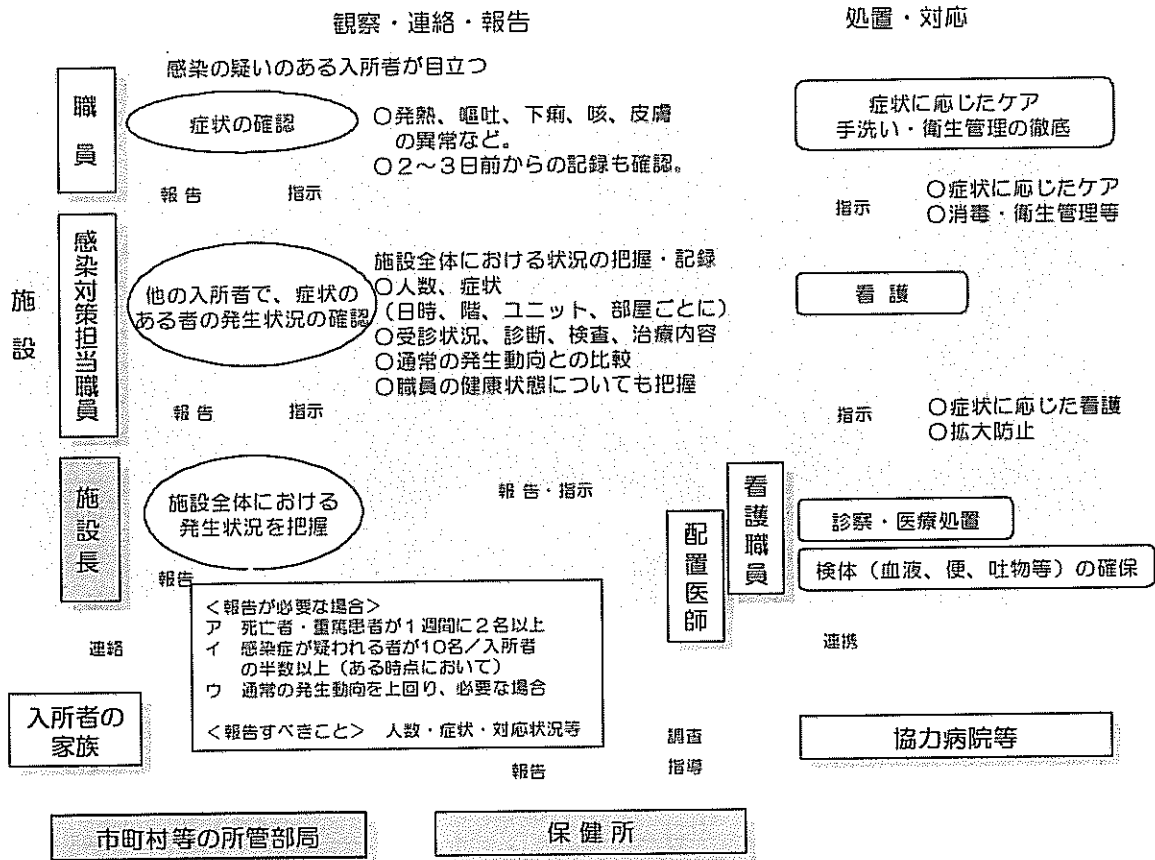 観察・連絡・報告
処置・対応
感染の疑いのある入所者が目立つ
職員
症状の確認
○発熱、嘔吐、下痢、咳、皮膚
の異常など。
○2～3日前からの記録も確認。
症状に応じたケア
手洗い・衛生管理の徹底
報告
指示
指示
○症状に応じたケア
○消毒・衛生管理等
施設
感染対策担当職員
他の入所者で、症状の
ある者の発生状況の確認
施設全体における状況の把握・記録
○人数、症状
（日時、階、ユニット、部屋ごとに）
○受診状況、診断、検査、治療内容
○通常の発生動向との比較
○職員の健康状態についても把握
看護
報告
指示
指示
○症状に応じた看護
○拡大防止
施設長
施設全体における
発生状況を把握
報告・指示
配置医師
看護職員
診察・医療処置
検体（血液、便、吐物等）の確保
報告
＜報告が必要な場合＞
ア　死亡者・重篤患者が1週間に2名以上
イ　感染症が疑われる者が10名／入所者
の半数以上（ある時点において）
ウ　通常の発生動向を上回り、必要な場合
＜報告すべきこと＞　人数・症状・対応状況等
連絡
連携
入所者の
家族
報告
調査
指導
協力病院等
市町村等の所管部局
保健所